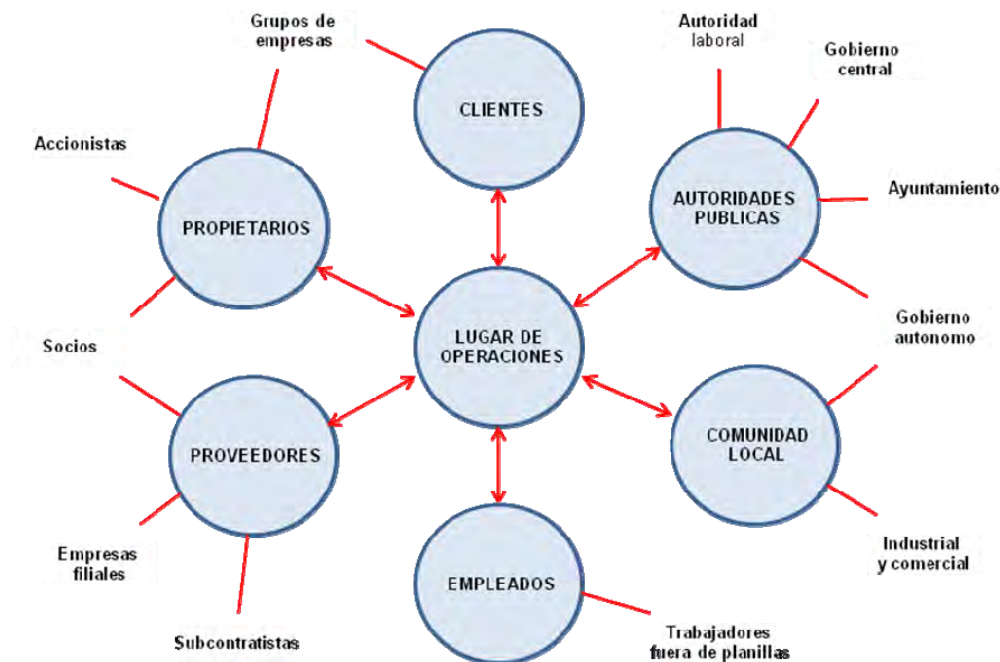 Grupos de
empresas
Autoridad
laboral
Gobierno
central
CLIENTES
Accionistas
Ayuntamiento
AUTORIDADES
PUBLICAS
PROPIETARIOS
Gobierno
autonomo
LUGAR DE
OPERACIONES
Socios
COMUNIDAD
LOCAL
PROVEEDORES
Empresas
filiales
Industrial
y comercial
EMPLEADOS
Subcontratistas
Trabajadores
fuera de planillas